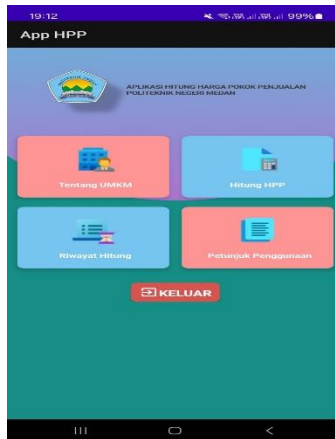 19:12
99%
App HPP
APLIKASI HITUNG HARGA POKOK PENJUALAN
POLITEKNIK NEGERI MEDAN
Tentang UMKM
Hitung HPP
Riwayat Hitung
Petunjuk Penggunaan
KELUAR